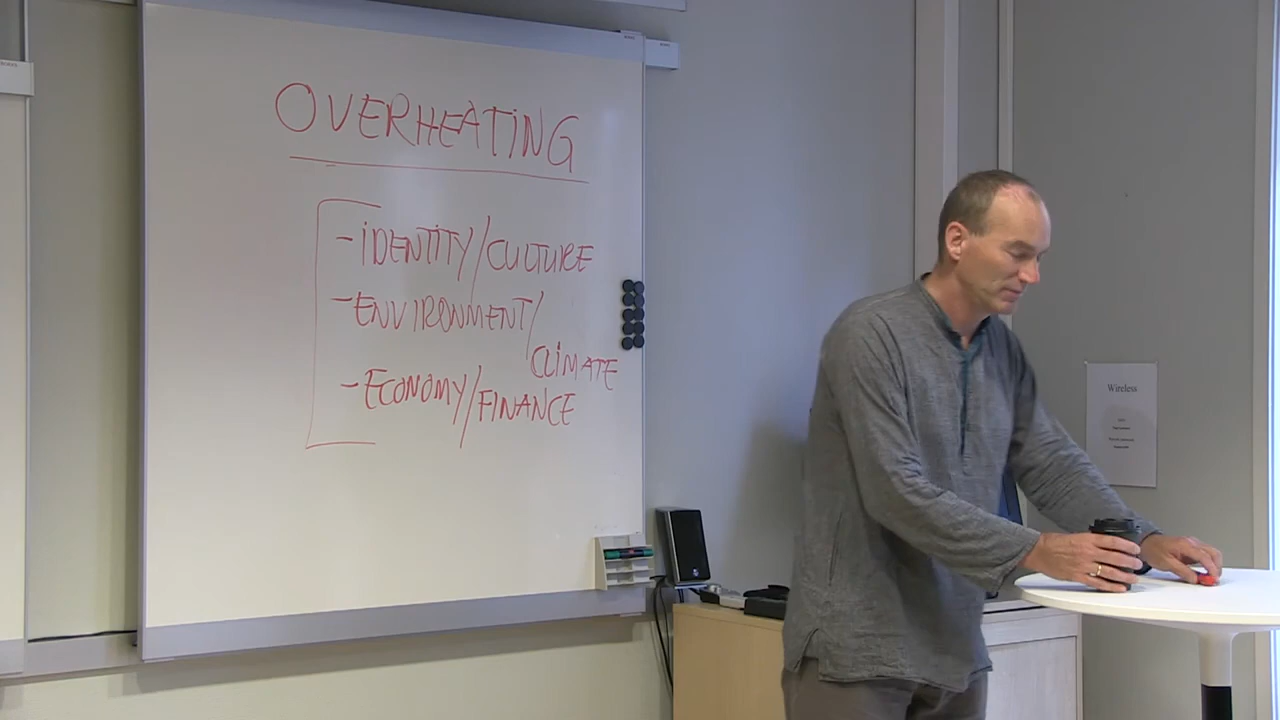 OVERHEATING
- IDENTITY/CULTURE
- ENVIRONMENT/
CLIMATE
- ECONOMY/FINANCE
Wireless